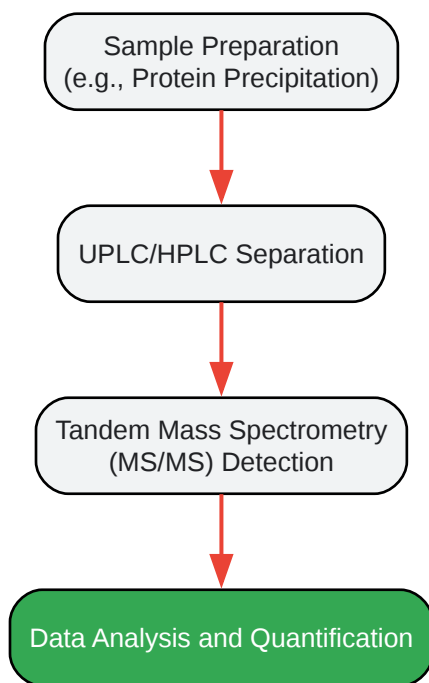 Sample Preparation
(e.g., Protein Precipitation)
UPLC/HPLC Separation
Tandem Mass Spectrometry
(MS/MS) Detection
Data Analysis and Quantification